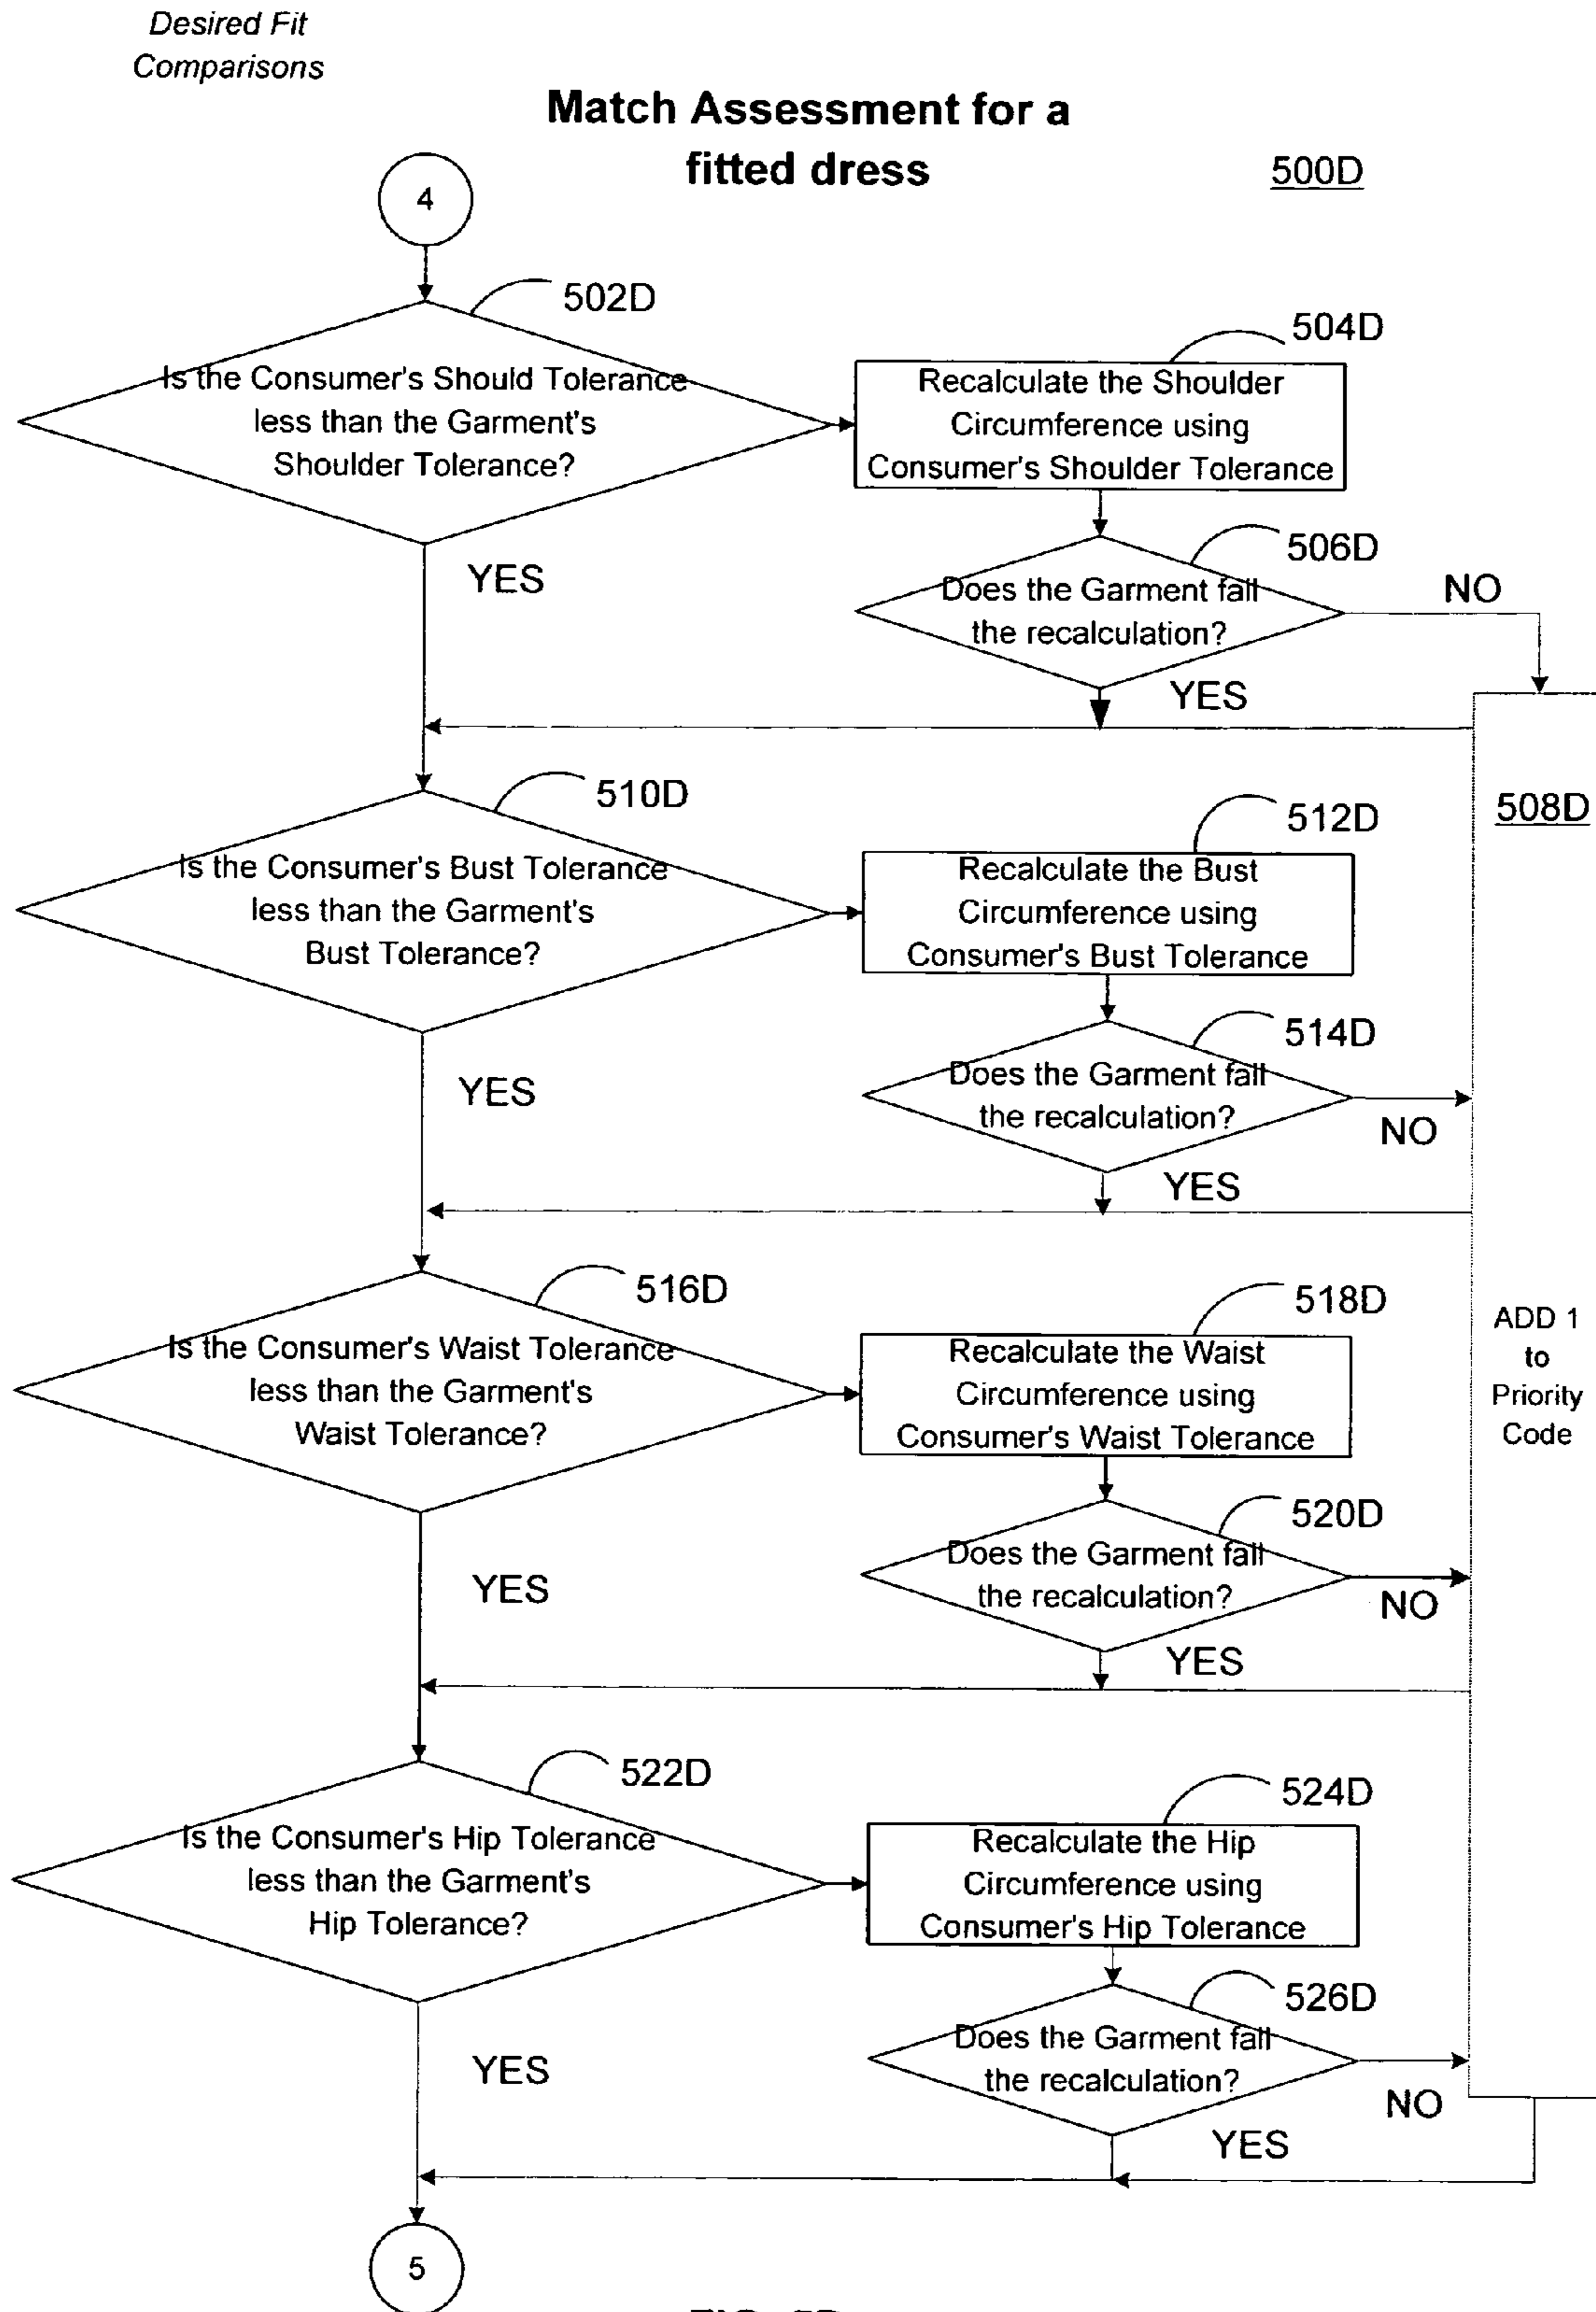 Desired Fit
Comparisons
Match Assessment for a
fitted dress
500D
4
502D
Is the Consumer's Should Tolerance
less than the Garment's
Shoulder Tolerance?
504D
Recalculate the Shoulder
Circumference using
Consumer's Shoulder Tolerance
YES
506D
Does the Garment fail
the recalculation?
NO
YES
508D
510D
Is the Consumer's Bust Tolerance
less than the Garment's
Bust Tolerance?
512D
Recalculate the Bust
Circumference using
Consumer's Bust Tolerance
YES
514D
Does the Garment fail
the recalculation?
NO
YES
516D
Is the Consumer's Waist Tolerance
less than the Garment's
Waist Tolerance?
518D
Recalculate the Waist
Circumference using
Consumer's Waist Tolerance
ADD 1
to
Priority
Code
YES
520D
Does the Garment fail
the recalculation?
NO
YES
522D
Is the Consumer's Hip Tolerance
less than the Garment's
Hip Tolerance?
524D
Recalculate the Hip
Circumference using
Consumer's Hip Tolerance
YES
526D
Does the Garment fail
the recalculation?
NO
YES
5